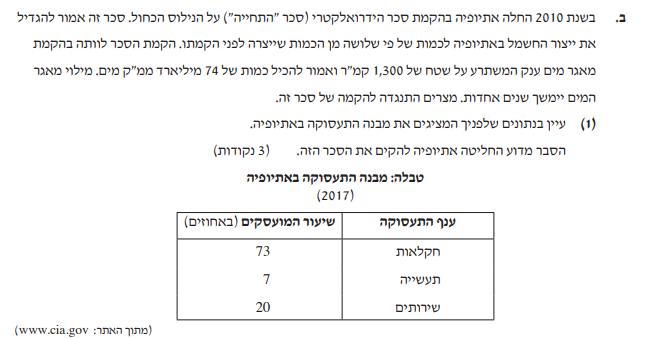 ב. בשנת 2010 החלה אתיופיה בהקמת סכר הידרואלקטרי (סכר "התחייה") על הנילוס הכחול. סכר זה אמור להגדיל
את ייצור החשמל באתיופיה לכמות של פי שלושה מן הכמות שייצרה לפני הקמתו. הקמת הסכר לוותה בהקמת
מאגר מים ענק המשתרע על שטח של 1,300 קמ"ר ואמור להכיל כמות של 74 מיליארד ממ"ק מים. מילוי מאגר
המים יימשך שנים אחדות. מצרים התנגדה להקמה של סכר זה.
(1) עיין בנתונים שלפניך המציגים את מבנה התעסוקה באתיופיה.
הסבר מדוע החליטה אתיופיה להקים את הסכר הזה. (3 נקודות)
טבלה: מבנה התעסוקה באתיופיה
(2017)
ענף התעסוקה שיעור המועסקים (באחוזים)
חקלאות 73
תעשייה 7
שירותים 20
(מתוך האתר: www.cia.gov)